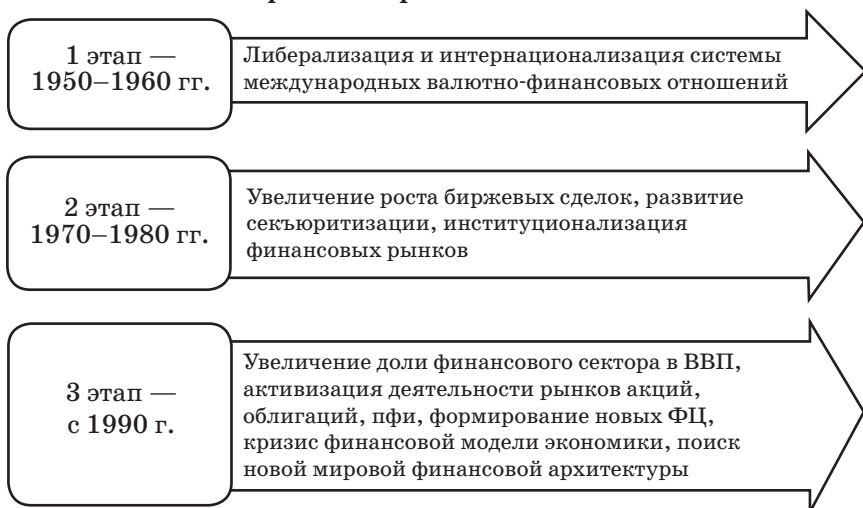 1 этап —
1950–1960 гг.
Либерализация и интернационализация системы
международных валютно-финансовых отношений
2 этап —
1970–1980 гг.
Увеличение роста биржевых сделок, развитие
секъюритизации, институционализация
финансовых рынков
3 этап —
с 1990 г.
Увеличение доли финансового сектора в ВВП,
активизация деятельности рынков акций,
облигаций, пфи, формирование новых ФЦ,
кризис финансовой модели экономики, поиск
новой мировой финансовой архитектуры